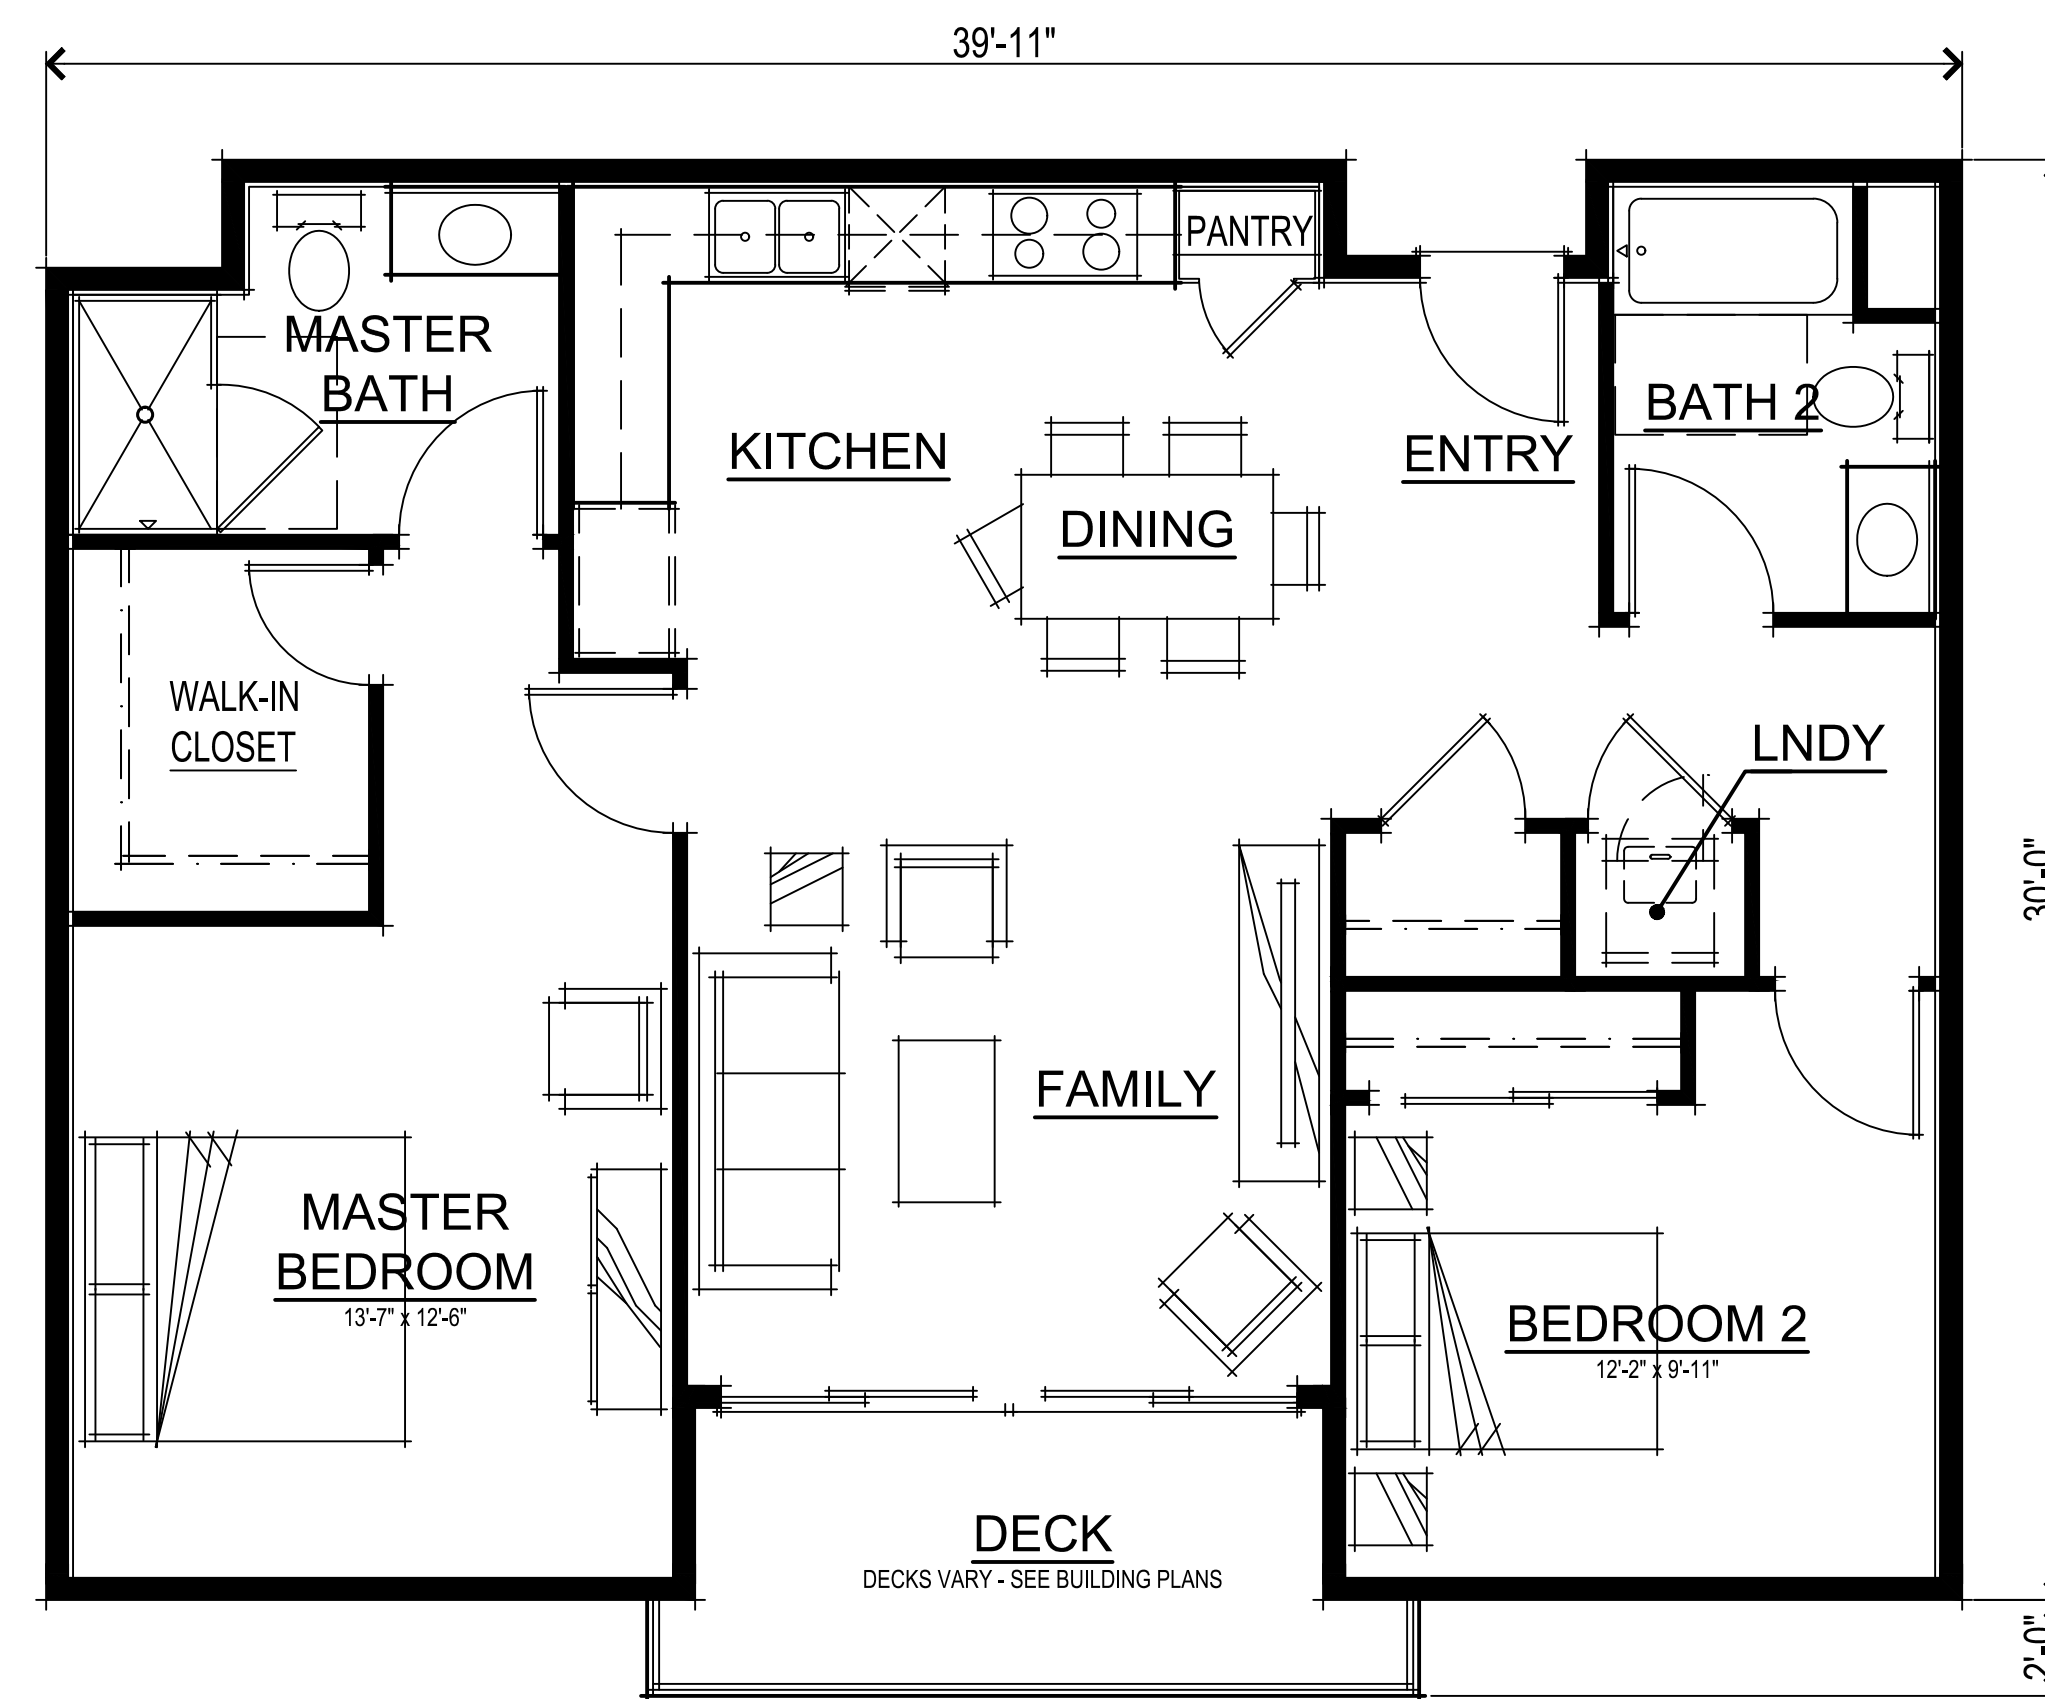 39'-11"
PANTRY
MASTER
BATH
BATH 2
KITCHEN
ENTRY
DINING
WALK-IN
CLOSET
LNDY
30'-0"
FAMILY
MASTER
BEDROOM
13'-7" x 12'-6"
BEDROOM 2
12'-2" x 9'-11"
DECK
DECKS VARY - SEE BUILDING PLANS
2'-0"